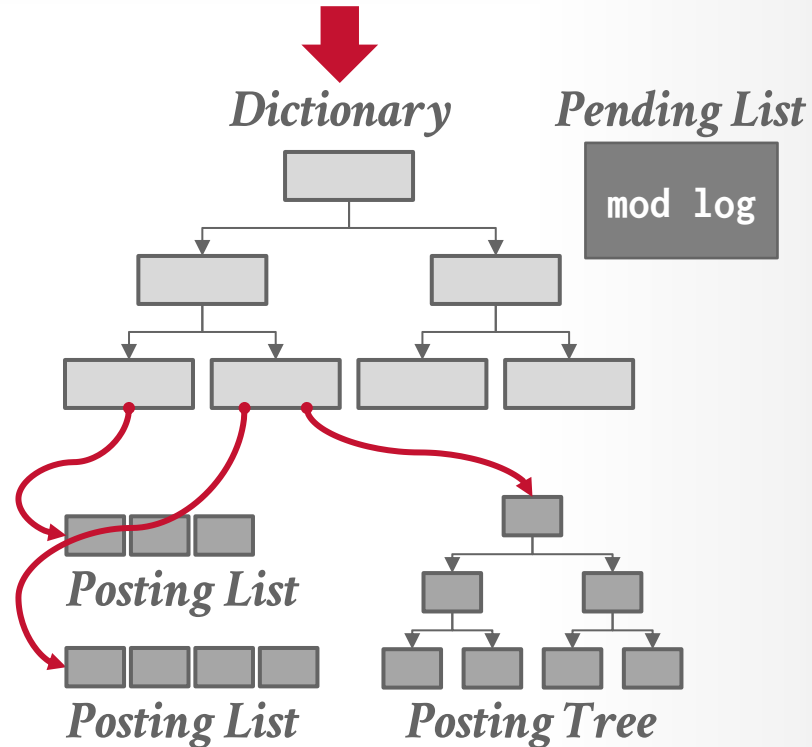 Dictionary
Pending List
mod log
Posting List
Posting List
Posting Tree